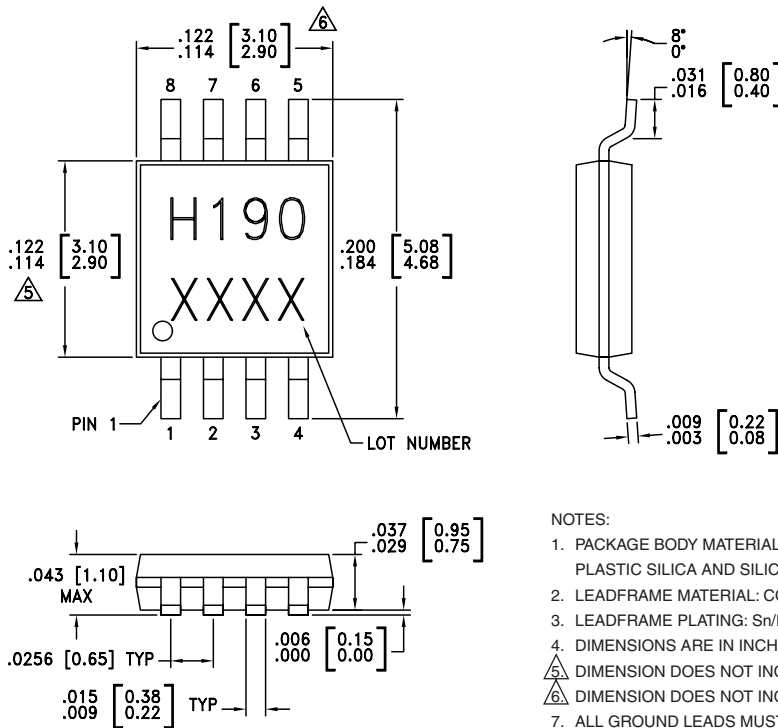 .122 [3.10]
.114 [2.90]
6
8 7 6 5
H190
XXXX
.122 [3.10]
.114 [2.90]
5
.200 [5.08]
.184 [4.68]
PIN 1
1 2 3 4
LOT NUMBER
8°
0°
.031 [0.80]
.016 [0.40]
.009 [0.22]
.003 [0.08]
.043 [1.10]
MAX
.037 [0.95]
.029 [0.75]
.0256 [0.65] TYP
.006 [0.15]
.000 [0.00]
.015 [0.38]
.009 [0.22]
TYP
NOTES:
1. PACKAGE BODY MATERIAL
PLASTIC SILICA AND SILIC
2. LEADFRAME MATERIAL: CO
3. LEADFRAME PLATING: Sn/
4. DIMENSIONS ARE IN INCH
5. DIMENSION DOES NOT INC
6. DIMENSION DOES NOT INC
7. ALL GROUND LEADS MUST